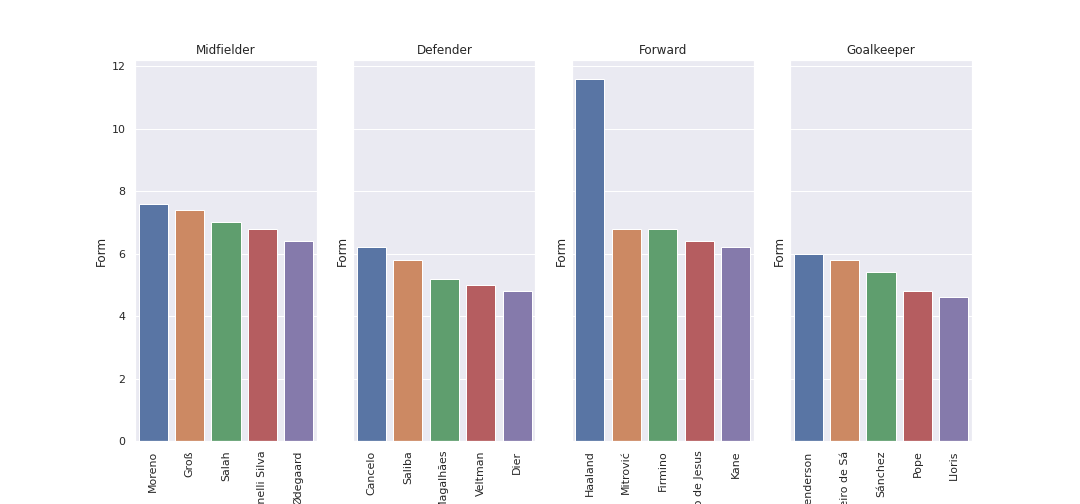 Midfielder
Defender
Forward
Goalkeeper
Form
12
10
8
6
4
2
0
Form
Form
Form
Moreno
Groß
Salah
nelli Silva
Ødegaard
Cancelo
Saliba
agalhães
Veltman
Dier
Haaland
Mitrović
Firmino
o de Jesus
Kane
enderson
eiro de Sá
Sánchez
Pope
Lloris